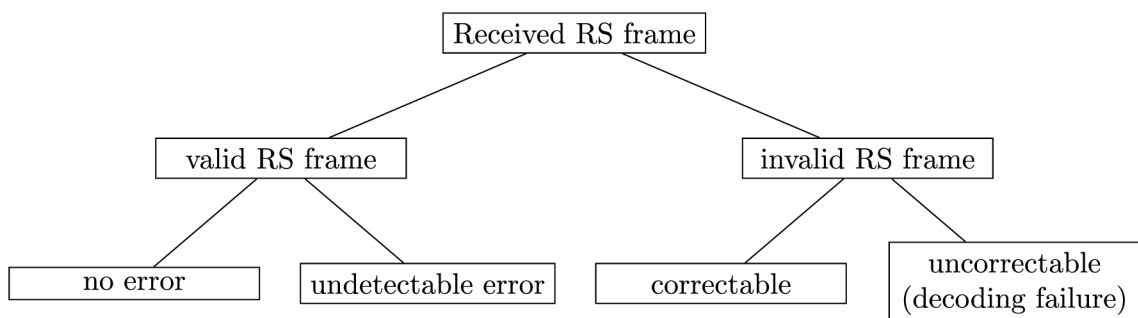 Received RS frame
valid RS frame
invalid RS frame
no error
undetectable error
correctable
uncorrectable
(decoding failure)